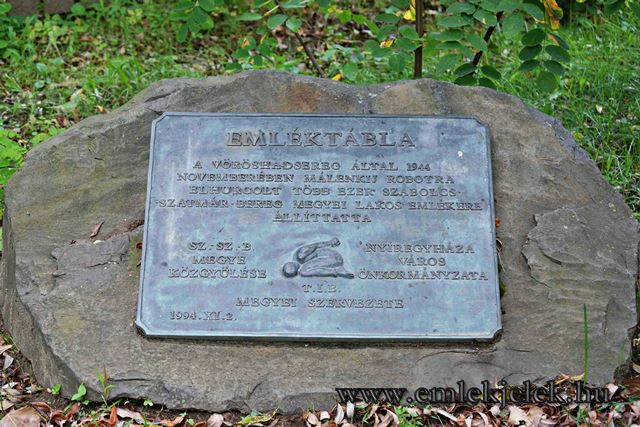 EMLÉKTÁBLA
A VÖRÖSHADSEREG ÁLTAL 1944
NOVEMBERÉBEN MÁLENKIJ ROBOTRA
ELHURCOLT TÖBB EZER SZABOLCS-
SZATMÁR-BEREG MEGYEI LAKOS EMLÉKÉRE
ÁLLÍTTATTA
SZ.-SZ.-B.
MEGYE
KÖZGYŰLÉSE
NYÍREGYHÁZA
VÁROS
ÖNKORMÁNYZATA
T.I.B.
MEGYEI SZERVEZETE
1994.XI.2.
www.emlekjelek.hu